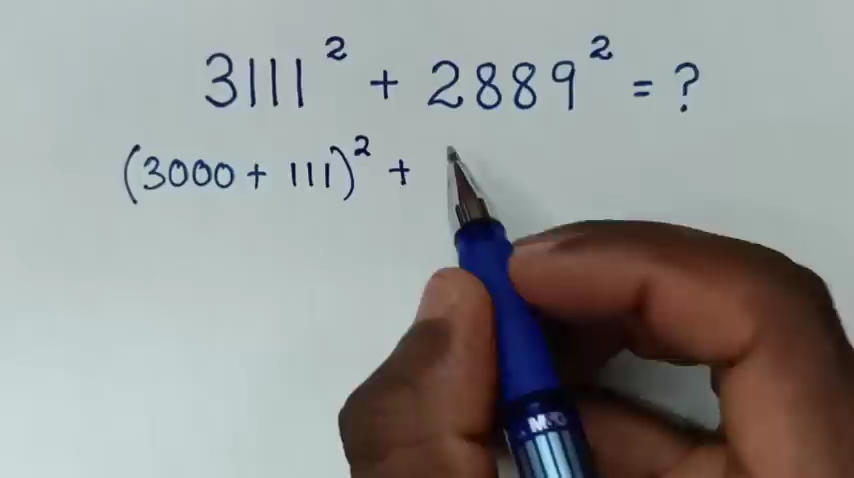 3111² + 2889² = ?
(3000 + 111)² +
M&G